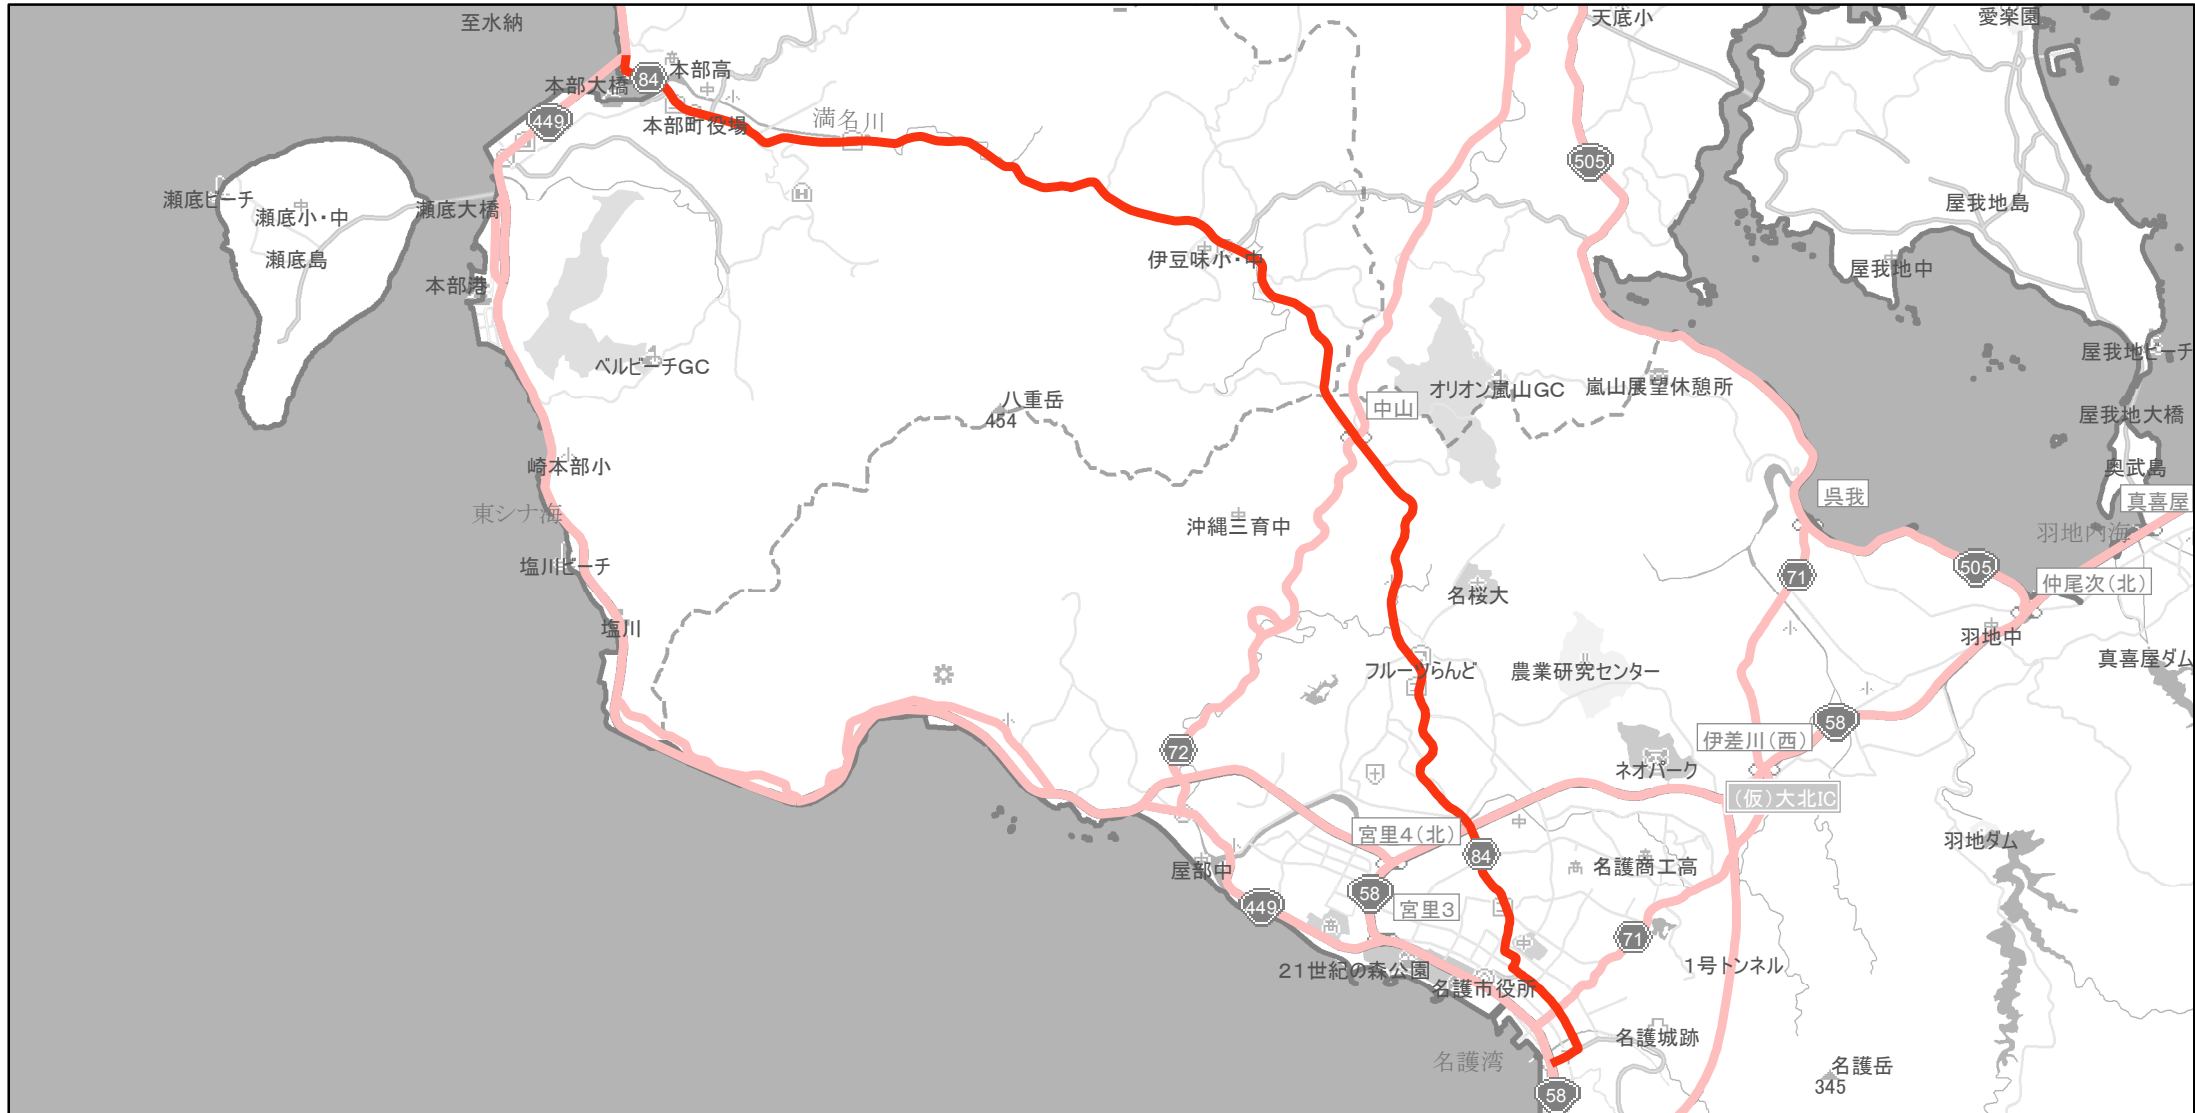 至水納
天底小
愛楽園
84
本部高
本部大橋
449
満名川
本部町役場
505
瀬底ビーチ
瀬底小・中
瀬底大橋
屋我地島
瀬底島
伊豆味小・中
屋我地中
本部港
ベルビーチGC
屋我地ビーチ
オリオン嵐山GC
嵐山展望休憩所
八重岳
454
中山
屋我地大橋
崎本部小
奥武島
呉我
真喜屋
東シナ海
沖縄三育中
羽地内海
塩川ビーチ
71
505
仲尾次(北)
名桜大
塩川
羽地中
フルーツらんど
農業研究センター
真喜屋ダム
58
伊差川(西)
72
ネオパーク
(仮)大北IC
宮里4(北)
羽地ダム
84
屋部中
名護商工高
58
449
宮里3
71
1号トンネル
21世紀の森公園
名護市役所
名護城跡
名護湾
名護岳
345
58